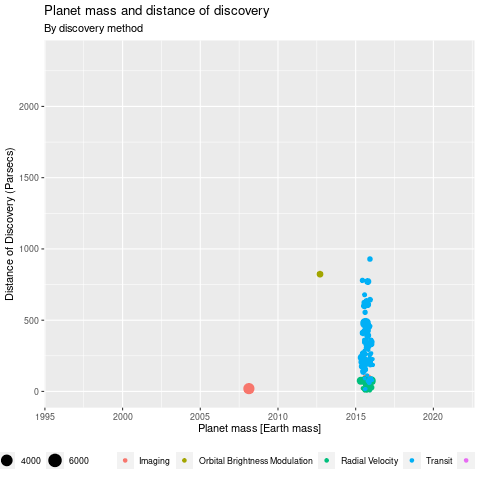 Planet mass and distance of discovery
By discovery method
2000
1500
1000
500
0
Distance of Discovery (Parsecs)
1995 2000 2005 2010 2015 2020
Planet mass [Earth mass]
4000 6000 Imaging Orbital Brightness Modulation Radial Velocity Transit